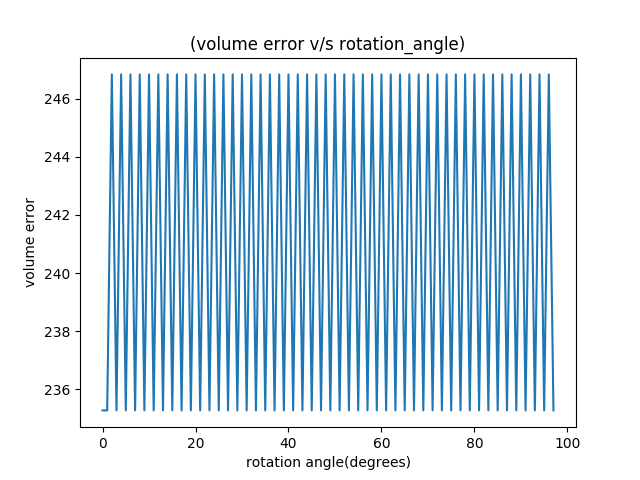 (volume error v/s rotation_angle)
246
244
242
240
238
236
volume error
0 20 40 60 80 100
rotation angle(degrees)